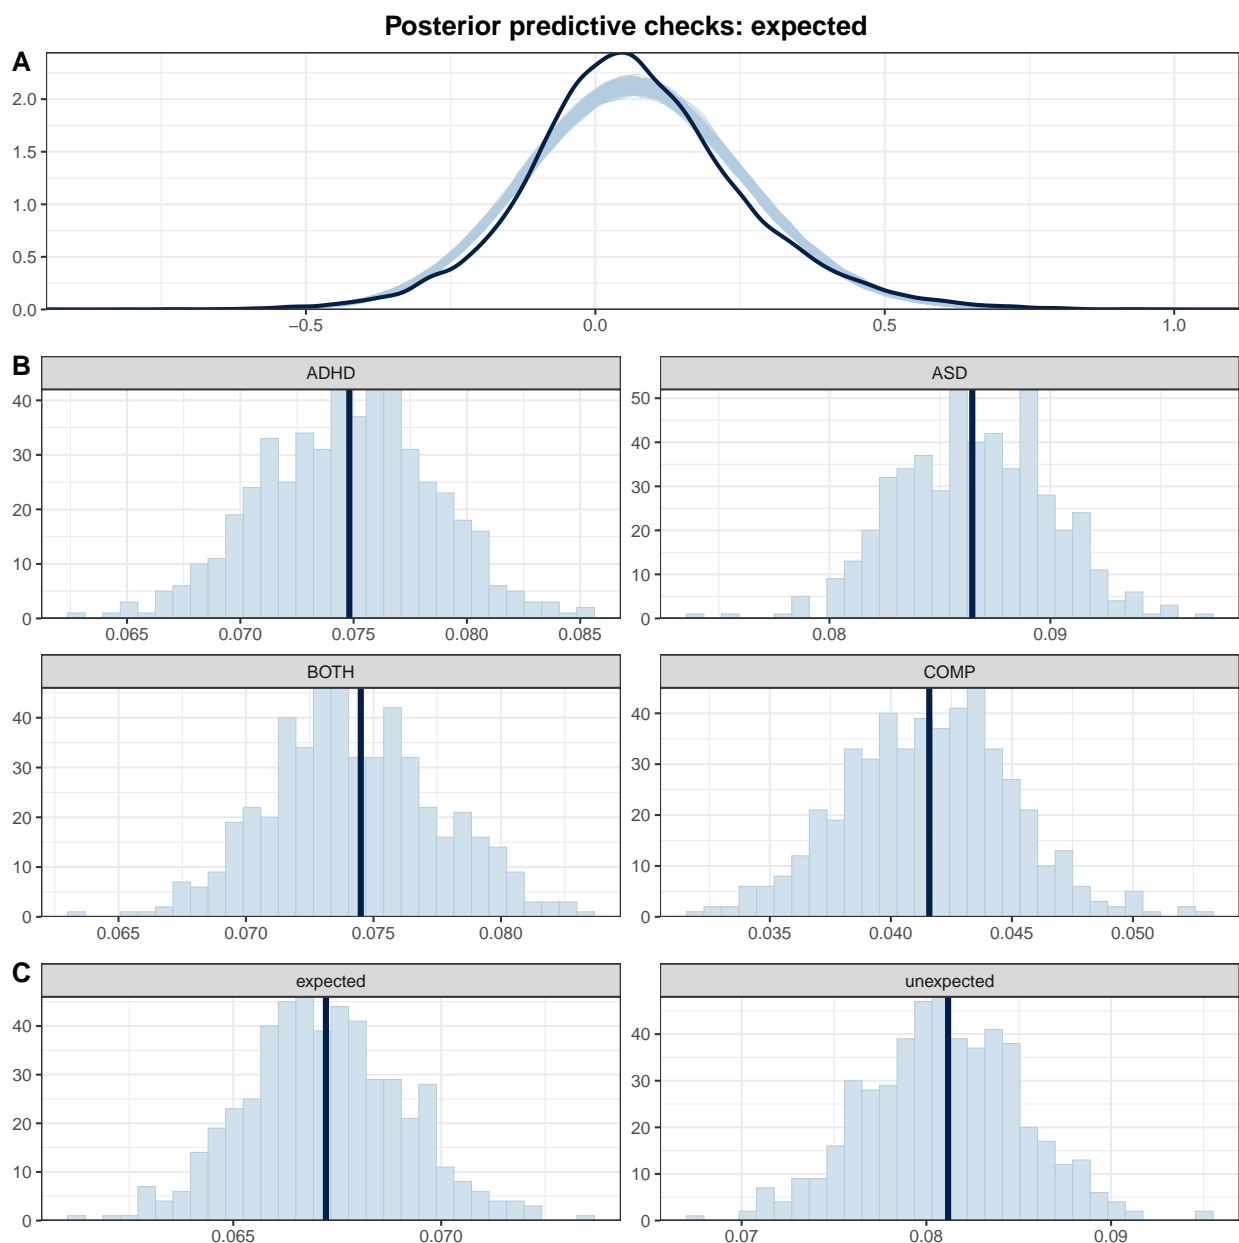 Posterior predictive checks: expected
A
2.0
1.5
1.0
0.5
0.0
−0.5 0.0 0.5 1.0
B
ADHD
40
30
20
10
0
0.065 0.070 0.075 0.080 0.085
ASD
50
40
30
20
10
0
0.08 0.09
BOTH
40
30
20
10
0
0.065 0.070 0.075 0.080
COMP
40
30
20
10
0
0.035 0.040 0.045 0.050
C
expected
40
30
20
10
0
0.065 0.070
unexpected
40
30
20
10
0
0.07 0.08 0.09